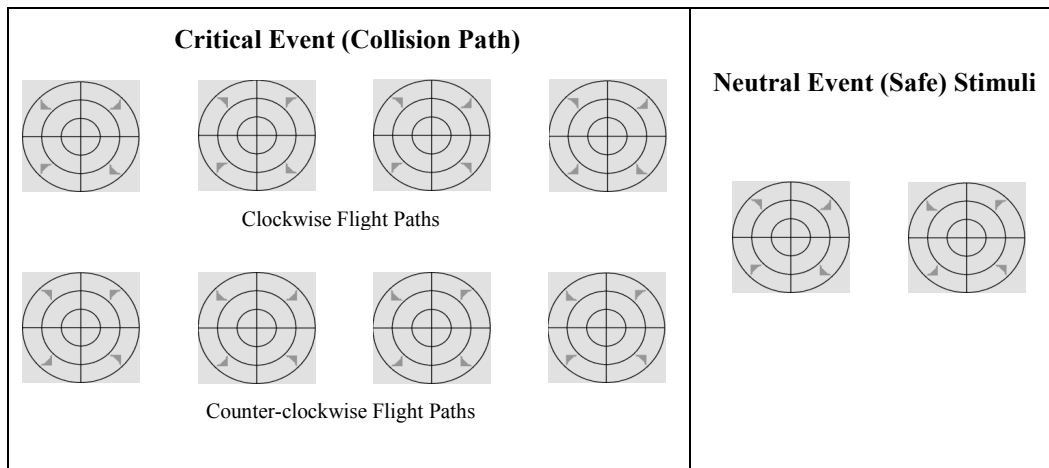 Critical Event (Collision Path)
Clockwise Flight Paths
Counter-clockwise Flight Paths
Neutral Event (Safe) Stimuli